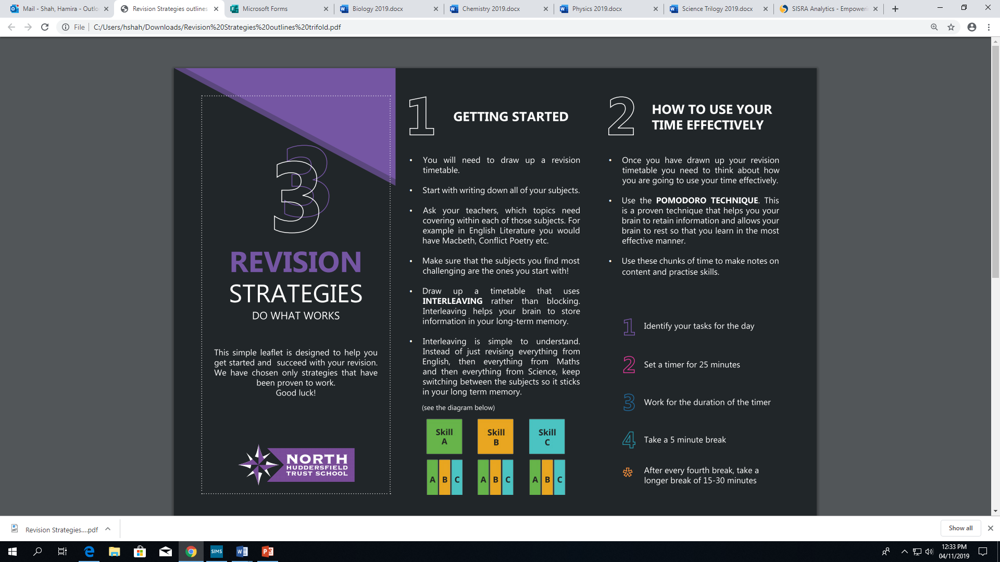 Mail - Shah, Hamira - Outlo
Revision Strategies outlines
Microsoft Forms
Biology 2019.docx
Chemistry 2019.docx
Physics 2019.docx
Science Trilogy 2019.docx
SISRA Analytics - Empoweri
File
C:/Users/hshah/Downloads/Revision%20Strategies%20outlines%20trifold.pdf
3
3
REVISION
STRATEGIES
DO WHAT WORKS
This simple leaflet is designed to help you
get started and succeed with your revision.
We have chosen only strategies that have
been proven to work.
Good luck!
NORTH
HUDDERSFIELD
TRUST SCHOOL
1
GETTING STARTED
• You will need to draw up a revision
timetable.
• Start with writing down all of your subjects.
• Ask your teachers, which topics need
covering within each of those subjects. For
example in English Literature you would
have Macbeth, Conflict Poetry etc.
• Make sure that the subjects you find most
challenging are the ones you start with!
• Draw up a timetable that uses
INTERLEAVING rather than blocking.
Interleaving helps your brain to store
information in your long-term memory.
• Interleaving is simple to understand.
Instead of just revising everything from
English, then everything from Maths
and then everything from Science, keep
switching between the subjects so it sticks
in your long term memory.
(see the diagram below)
Skill
A
Skill
B
Skill
C
A B C
A B C
A B C
2
HOW TO USE YOUR
TIME EFFECTIVELY
• Once you have drawn up your revision
timetable you need to think about how
you are going to use your time effectively.
• Use the POMODORO TECHNIQUE. This
is a proven technique that helps you your
brain to retain information and allows your
brain to rest so that you learn in the most
effective manner.
• Use these chunks of time to make notes on
content and practise skills.
1 Identify your tasks for the day
2 Set a timer for 25 minutes
3 Work for the duration of the timer
4 Take a 5 minute break
* After every fourth break, take a
longer break of 15-30 minutes
Revision Strategies....pdf
Show all
SIMS
12:33 PM
04/11/2019